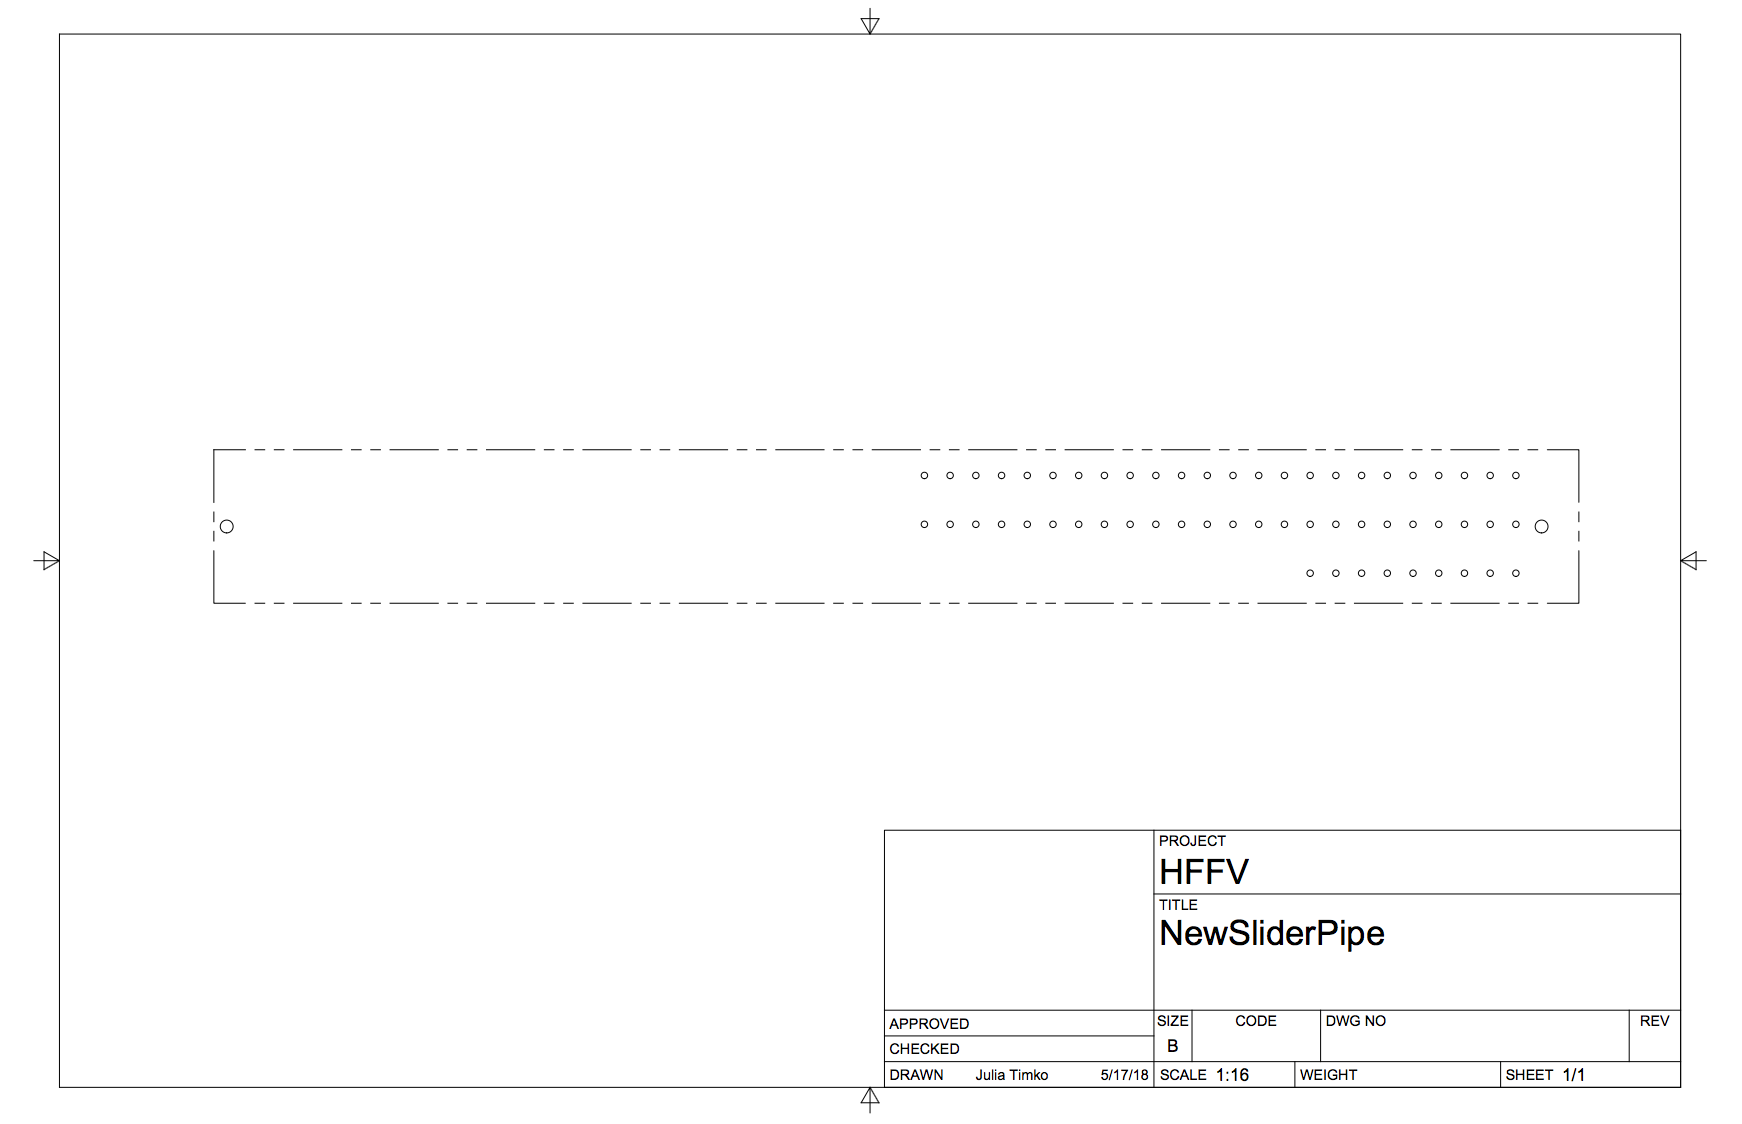 PROJECT
HFFV
TITLE
NewSliderPipe
APPROVED
SIZE CODE DWG NO REV
B
CHECKED
DRAWN Julia Timko 5/17/18 SCALE 1:16 WEIGHT SHEET 1/1